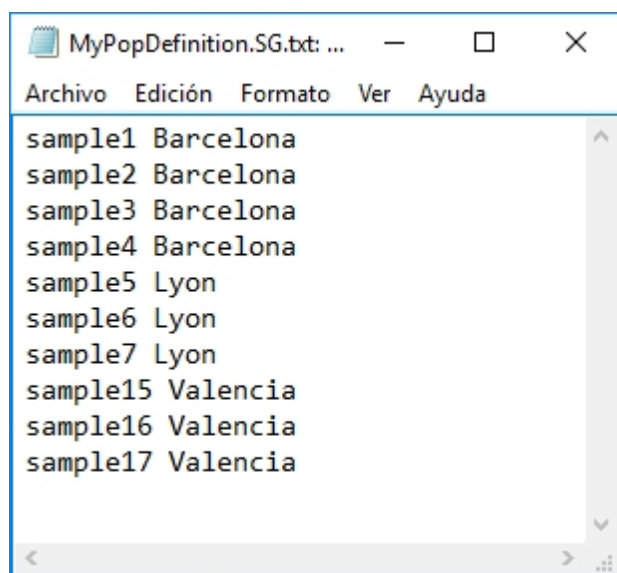 MyPopDefinition.SG.txt: ...
Archivo Edición Formato Ver Ayuda
sample1 Barcelona
sample2 Barcelona
sample3 Barcelona
sample4 Barcelona
sample5 Lyon
sample6 Lyon
sample7 Lyon
sample15 Valencia
sample16 Valencia
sample17 Valencia